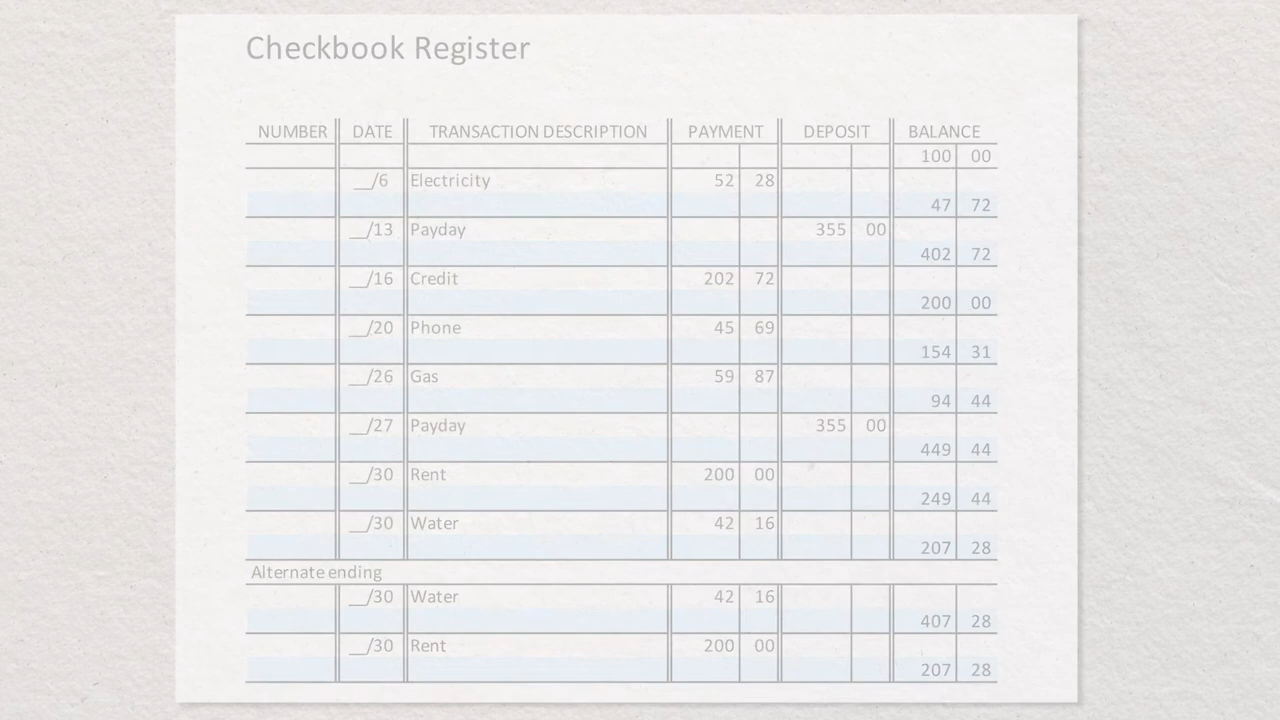 Checkbook Register
NUMBER DATE TRANSACTION DESCRIPTION PAYMENT DEPOSIT BALANCE
100 00
__/6 Electricity 52 28
47 72
__/13 Payday 355 00
402 72
__/16 Credit 202 72
200 00
__/20 Phone 45 69
154 31
__/26 Gas 59 87
94 44
__/27 Payday 355 00
449 44
__/30 Rent 200 00
249 44
__/30 Water 42 16
207 28
Alternate ending
__/30 Water 42 16
407 28
__/30 Rent 200 00
207 28